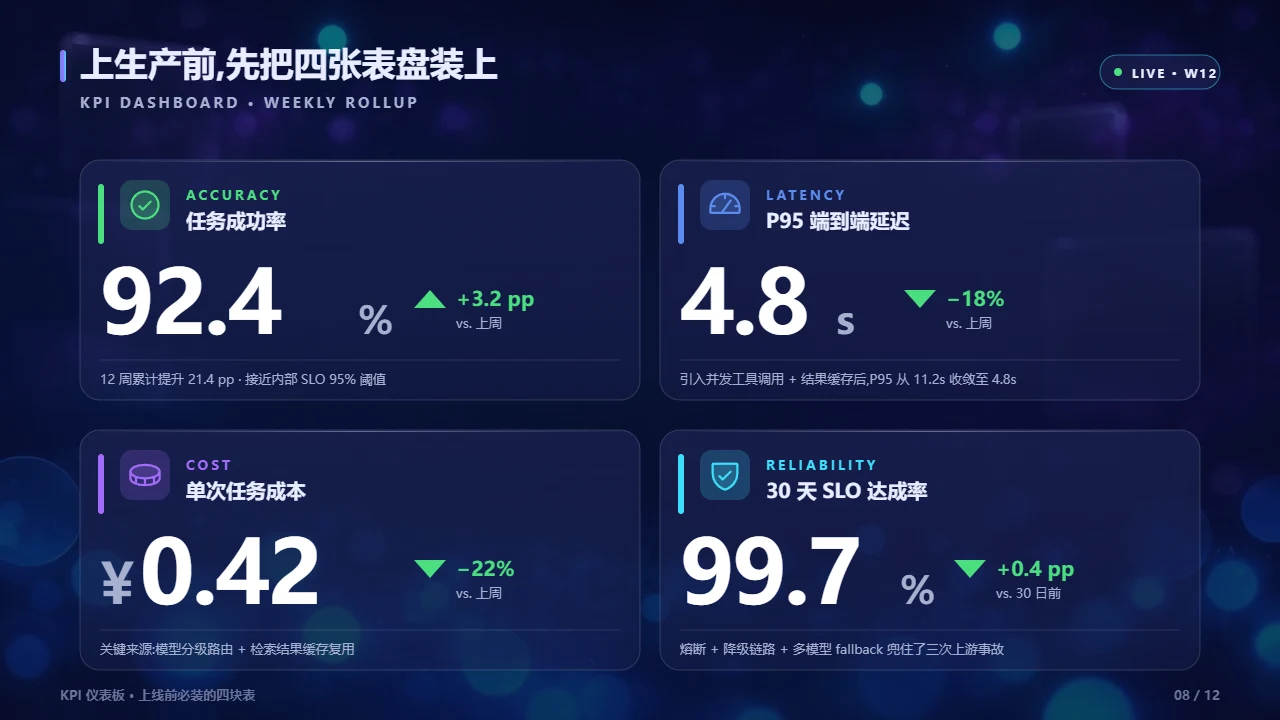 上生产前,先把四张表盘装上
KPI DASHBOARD • WEEKLY ROLLUP
LIVE • W12
ACCURACY
任务成功率
92.4 %
+3.2 pp
vs. 上周
12 周累计提升 21.4 pp · 接近内部 SLO 95% 阈值
LATENCY
P95 端到端延迟
4.8 s
−18%
vs. 上周
引入并发工具调用 + 结果缓存后,P95 从 11.2s 收敛至 4.8s
COST
单次任务成本
¥0.42
−22%
vs. 上周
关键来源:模型分级路由 + 检索结果缓存复用
RELIABILITY
30 天 SLO 达成率
99.7 %
+0.4 pp
vs. 30 日前
熔断 + 降级链路 + 多模型 fallback 兜住了三次上游事故
KPI 仪表板 • 上线前必装的四块表
08 / 12